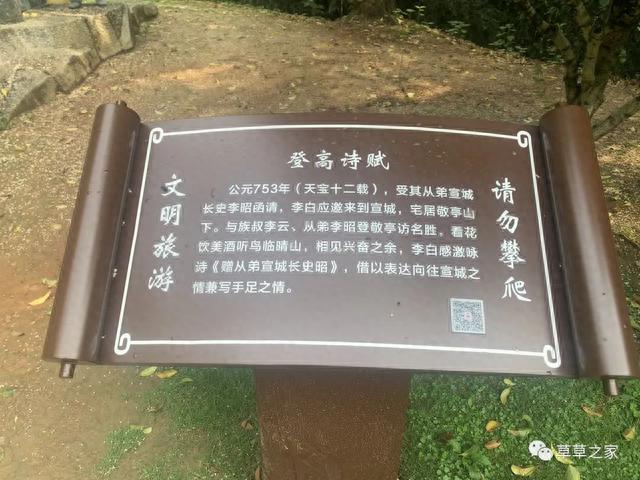 登高诗赋
文明旅游
公元753年（天宝十二载），受其从弟宣城
长史李昭函请，李白应邀来到宣城，宅居敬亭山
下。与族叔李云、从弟李昭登敬亭访名胜。看花
饮美酒听鸟临晴山，相见兴奋之余，李白感激咏
诗《赠从弟宣城长史昭》，借以表达向往宣城之
情兼写手足之情。
请勿攀爬
草草之家